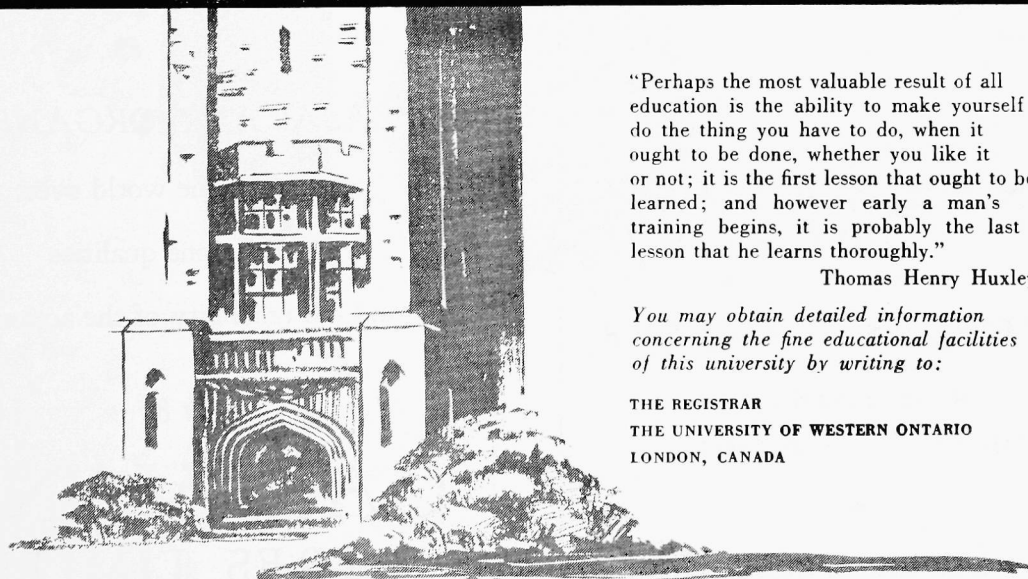 “Perhaps the most valuable result of all
education is the ability to make yourself
do the thing you have to do, when it
ought to be done, whether you like it
or not; it is the first lesson that ought to be
learned; and however early a man's
training begins, it is probably the last
lesson that he learns thoroughly.”
Thomas Henry Huxley
You may obtain detailed information
concerning the fine educational facilities
of this university by writing to:
THE REGISTRAR
THE UNIVERSITY OF WESTERN ONTARIO
LONDON, CANADA